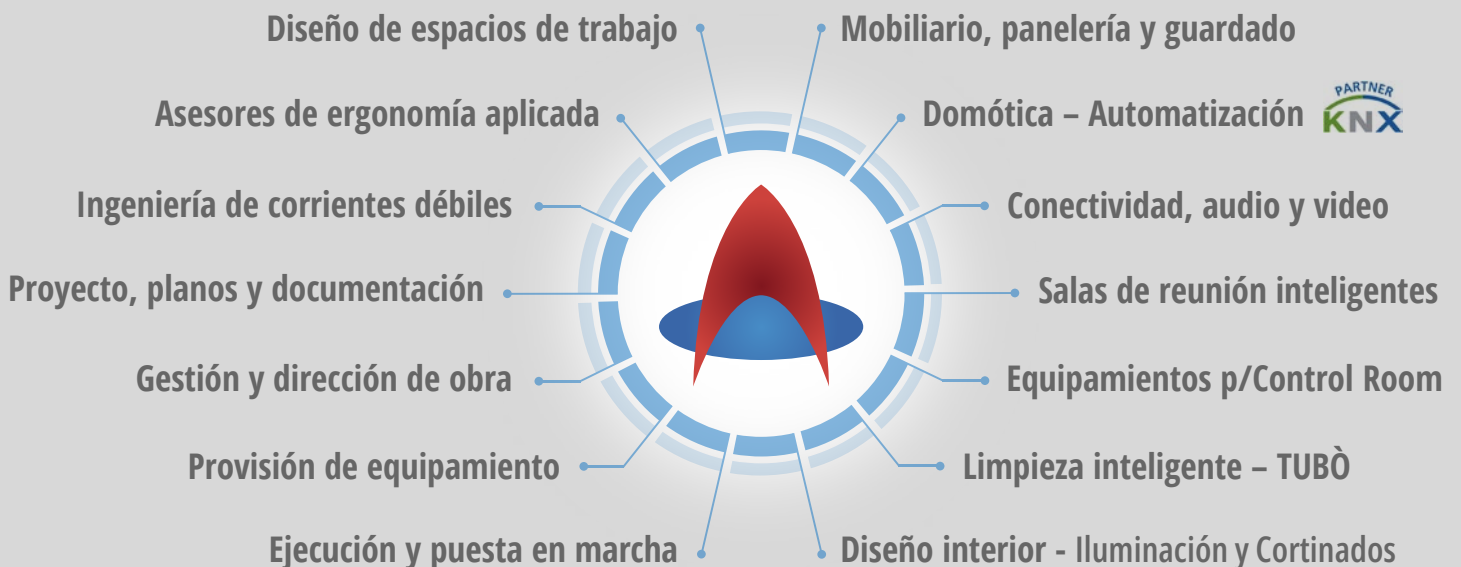 Diseño de espacios de trabajo
Mobiliario, panelería y guardado
Asesores de ergonomía aplicada
Domótica – Automatización
PARTNER
KNX
Ingeniería de corrientes débiles
Conectividad, audio y video
Proyecto, planos y documentación
Salas de reunión inteligentes
Gestión y dirección de obra
Equipamientos p/Control Room
Provisión de equipamiento
Limpieza inteligente – TUBÒ
Ejecución y puesta en marcha
Diseño interior - Iluminación y Cortinados